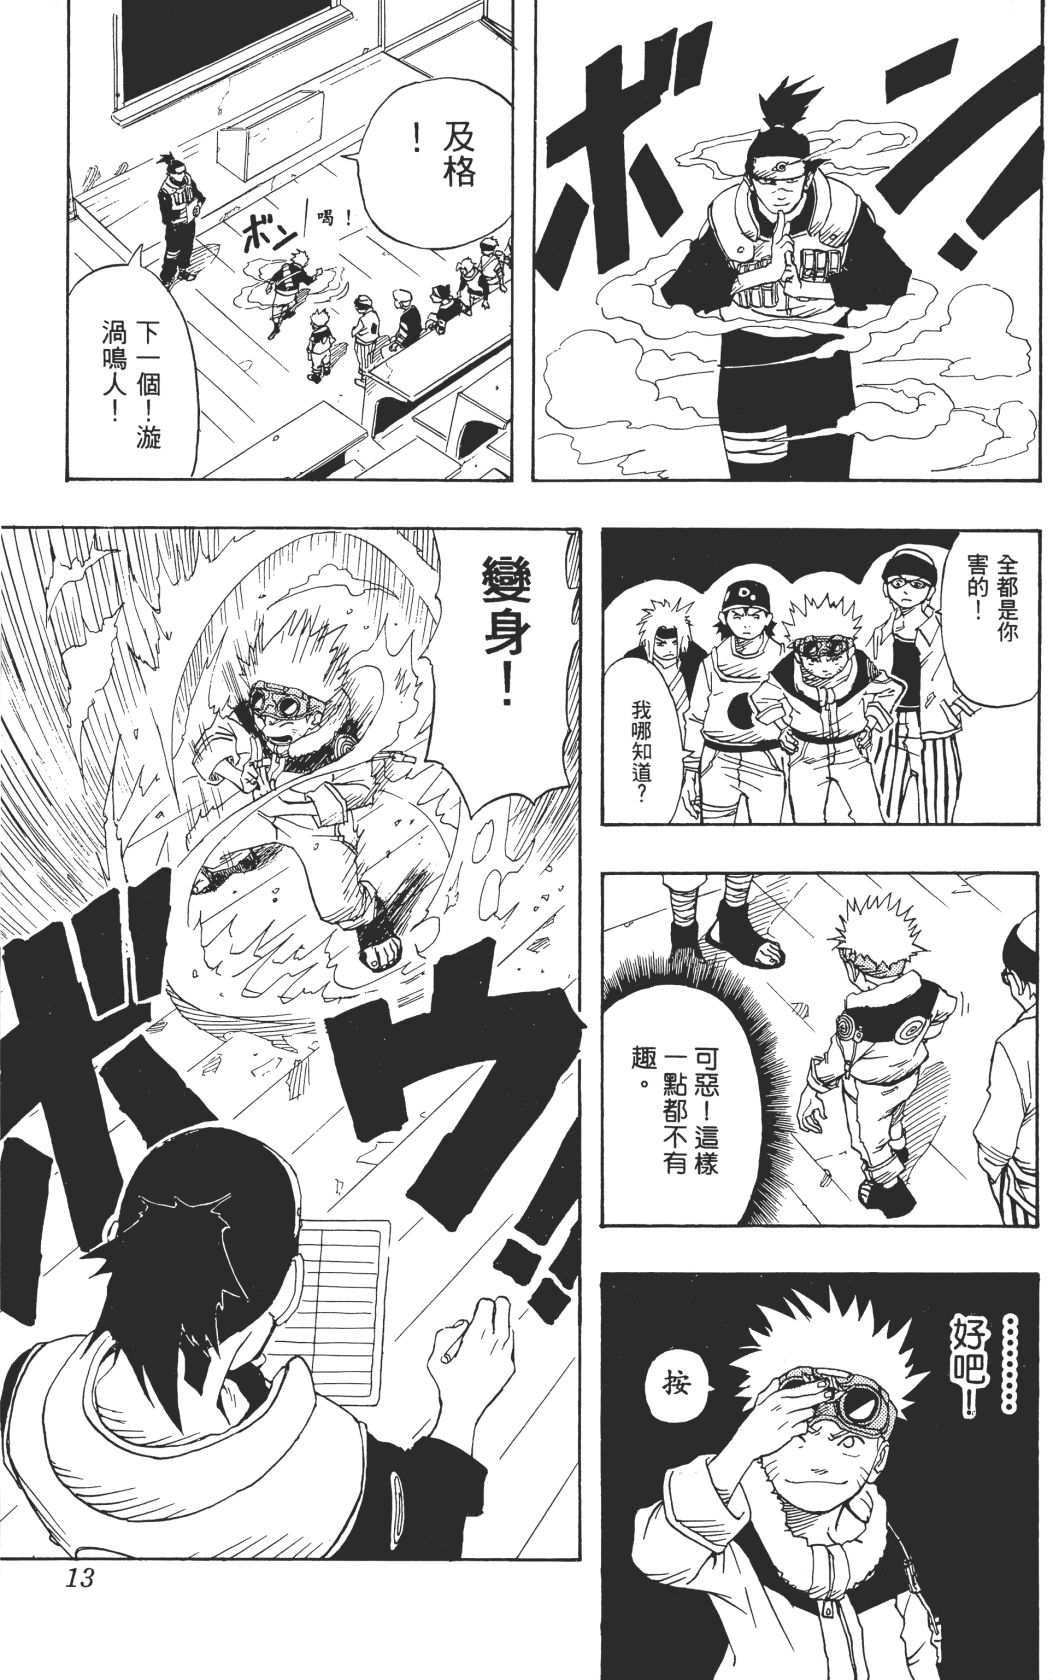 ボン!
及格
!
喝!
ボン
下一個!漩
渦鳴人!
全都是你
害的!
我哪知道?
可惡!這樣
一點都不有
趣。
…………
好吧!
按
變身!
ボウ!!
13